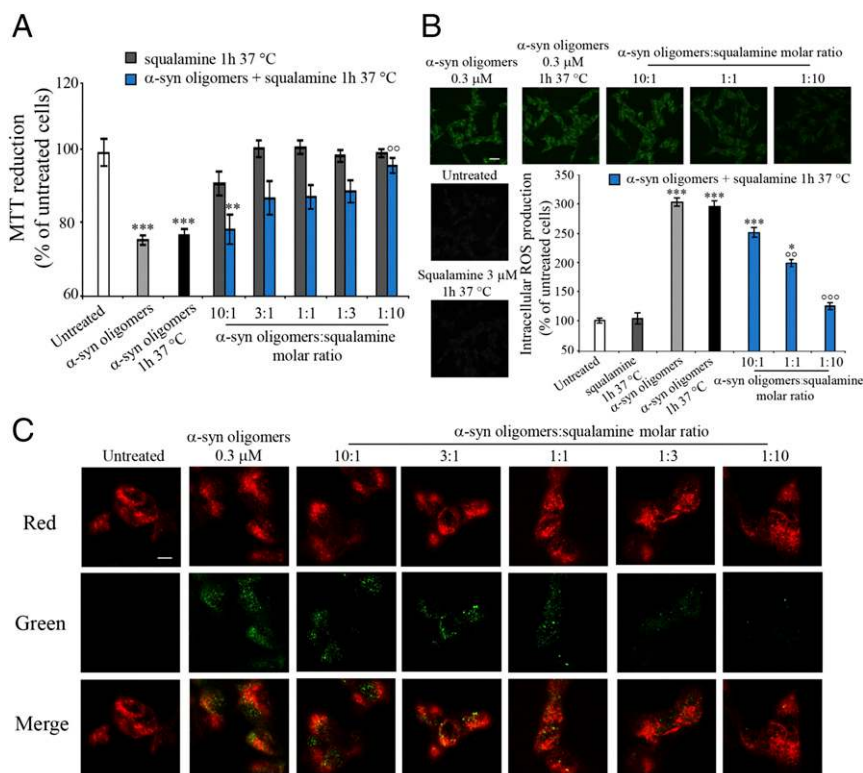 A
squalamine 1h 37 °C
α-syn oligomers + squalamine 1h 37 °C
MTT reduction
(% of untreated cells)
120
100
80
60
***
***
**
°°
Untreated
α-syn oligomers
α-syn oligomers
1h 37 °C
10:1
3:1
1:1
1:3
1:10
α-syn oligomers:squalamine
molar ratio
B
α-syn oligomers
0.3 μM
α-syn oligomers
0.3 μM
1h 37 °C
α-syn oligomers:squalamine molar ratio
10:1
1:1
1:10
Untreated
Squalamine 3 μM
1h 37 °C
α-syn oligomers + squalamine 1h 37 °C
Intracellular ROS production
(% of untreated cells)
350
300
250
200
150
100
50
***
***
***
*
°°
°°°
Untreated
squalamine
1h 37 °C
α-syn oligomers
α-syn oligomers
1h 37 °C
10:1
1:1
1:10
α-syn oligomers:squalamine
molar ratio
C
Untreated
α-syn oligomers
0.3 μM
α-syn oligomers:squalamine molar ratio
10:1
3:1
1:1
1:3
1:10
Red
Green
Merge